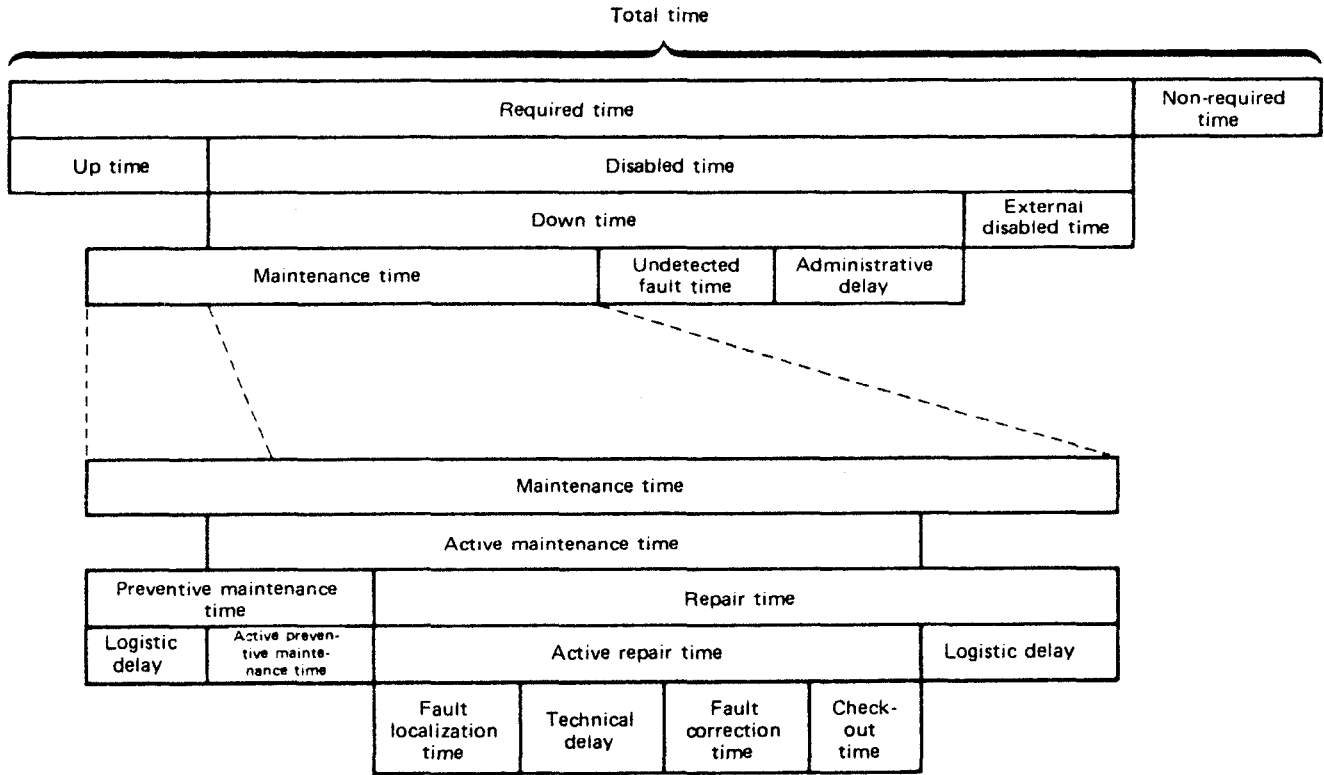 Total time
Required time
Non-required
time
Up time
Disabled time
Down time
External
disabled time
Maintenance time
Undetected
fault time
Administrative
delay
Maintenance time
Active maintenance time
Preventive maintenance
time
Repair time
Logistic
delay
Active preven-
tive mainte-
nance time
Active repair time
Logistic delay
Fault
localization
time
Technical
delay
Fault
correction
time
Check-
out
time